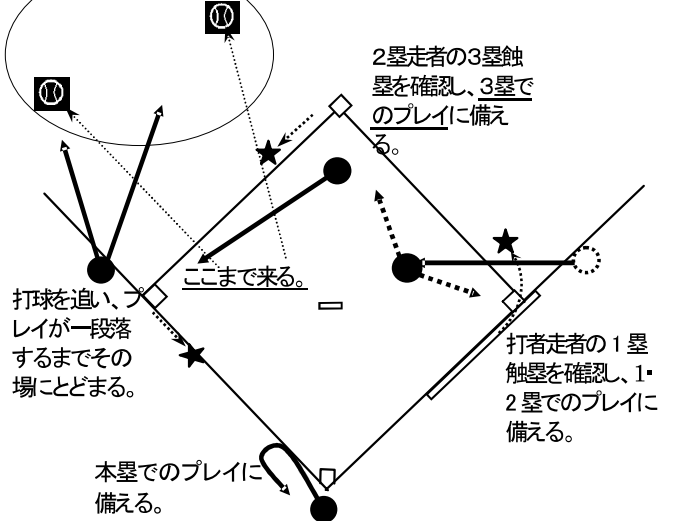 ２塁走者の３塁蝕
塁を確認し、３塁で
のプレイに備え
る。
ここまで来る。
打球を追い、プ
レイが一段落
するまでその
場にとどまる。
打者走者の１塁
触塁を確認し、1・
2 塁でのプレイに
備える。
本塁でのプレイに
備える。